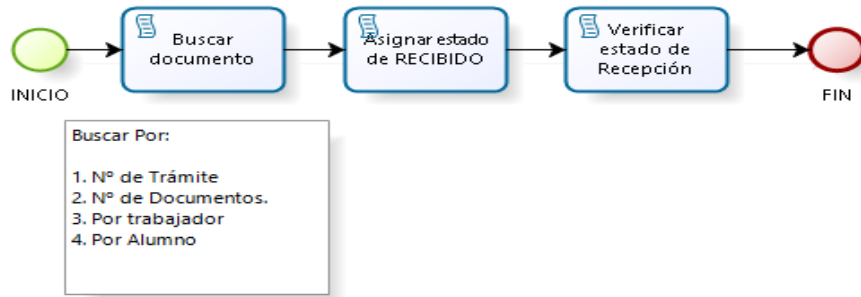 Buscar
documento
Asignar estado
de RECIBIDO
Verificar
estado de
Recepción
INICIO
FIN
Buscar Por:
1. Nº de Trámite
2. Nº de Documentos.
3. Por trabajador
4. Por Alumno